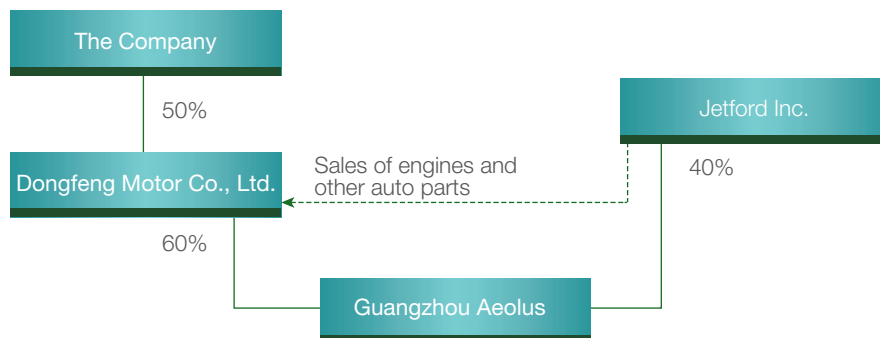 The Company
50%
Jetford Inc.
Dongfeng Motor Co., Ltd.
Sales of engines and
other auto parts
40%
60%
Guangzhou Aeolus